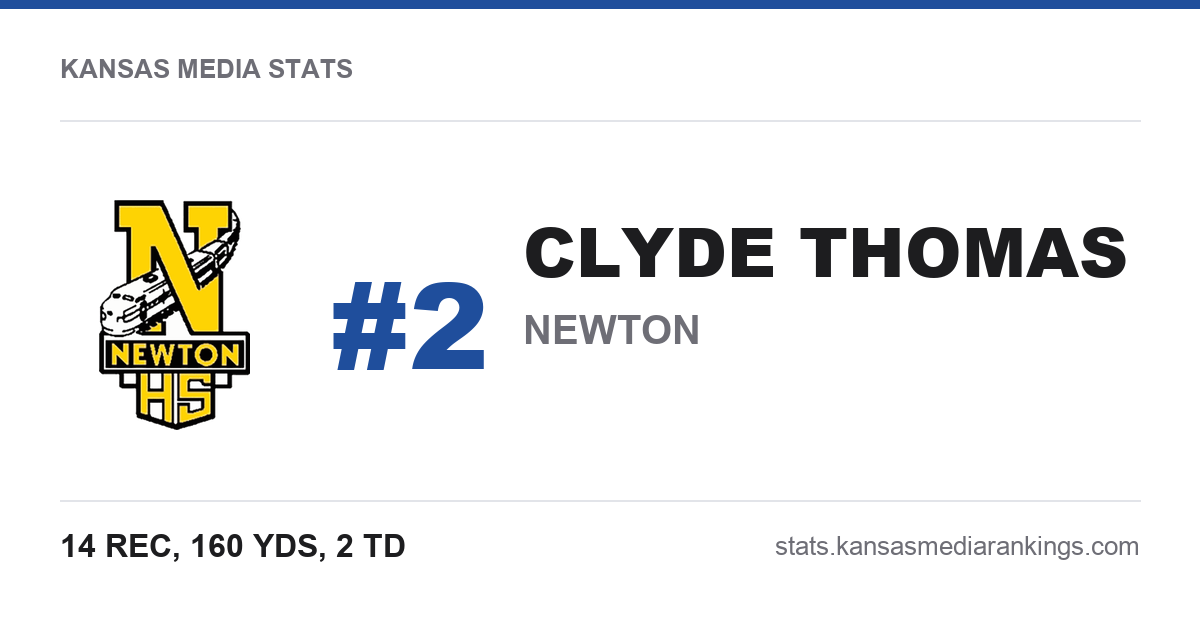 KANSAS MEDIA STATS
N
NEWTON
HS
#2
CLYDE THOMAS
NEWTON
14 REC, 160 YDS, 2 TD
stats.kansasmediarankings.com